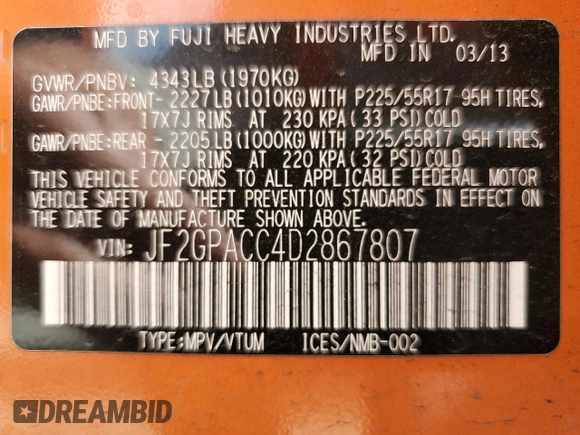 MFD BY FUJI HEAVY INDUSTRIES LTD.
MFD IN 03/13
GVWR/PNBV: 4343LB (1970KG)
GAWR/PNBE:FRONT- 2227LB (1010KG) WITH P225/55R17 95H TIRES,
17X7J RIMS AT 230 KPA ( 33 PSI) COLD
GAWR/PNBE:REAR - 2205LB (1000KG) WITH P225/55R17 95H TIRES,
17X7J RIMS AT 220 KPA ( 32 PSI) COLD
THIS VEHICLE CONFORMS TO ALL APPLICABLE FEDERAL MOTOR
VEHICLE SAFETY AND THEFT PREVENTION STANDARDS IN EFFECT ON
THE DATE OF MANUFACTURE SHOWN ABOVE.
VIN: JF2GPACC4D2867807
TYPE:MPV/VTUM ICES/NMB-002
DREAMBID